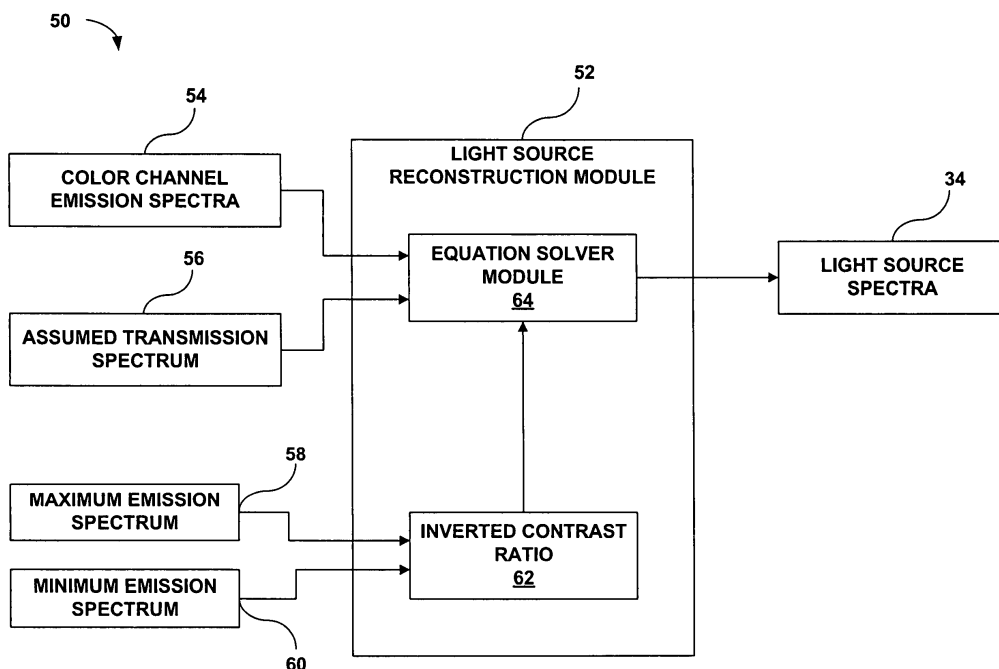 50
54
52
COLOR CHANNEL
EMISSION SPECTRA
LIGHT SOURCE
RECONSTRUCTION MODULE
34
56
EQUATION SOLVER
MODULE
64
LIGHT SOURCE
SPECTRA
ASSUMED TRANSMISSION
SPECTRUM
58
MAXIMUM EMISSION
SPECTRUM
INVERTED CONTRAST
RATIO
62
MINIMUM EMISSION
SPECTRUM
60